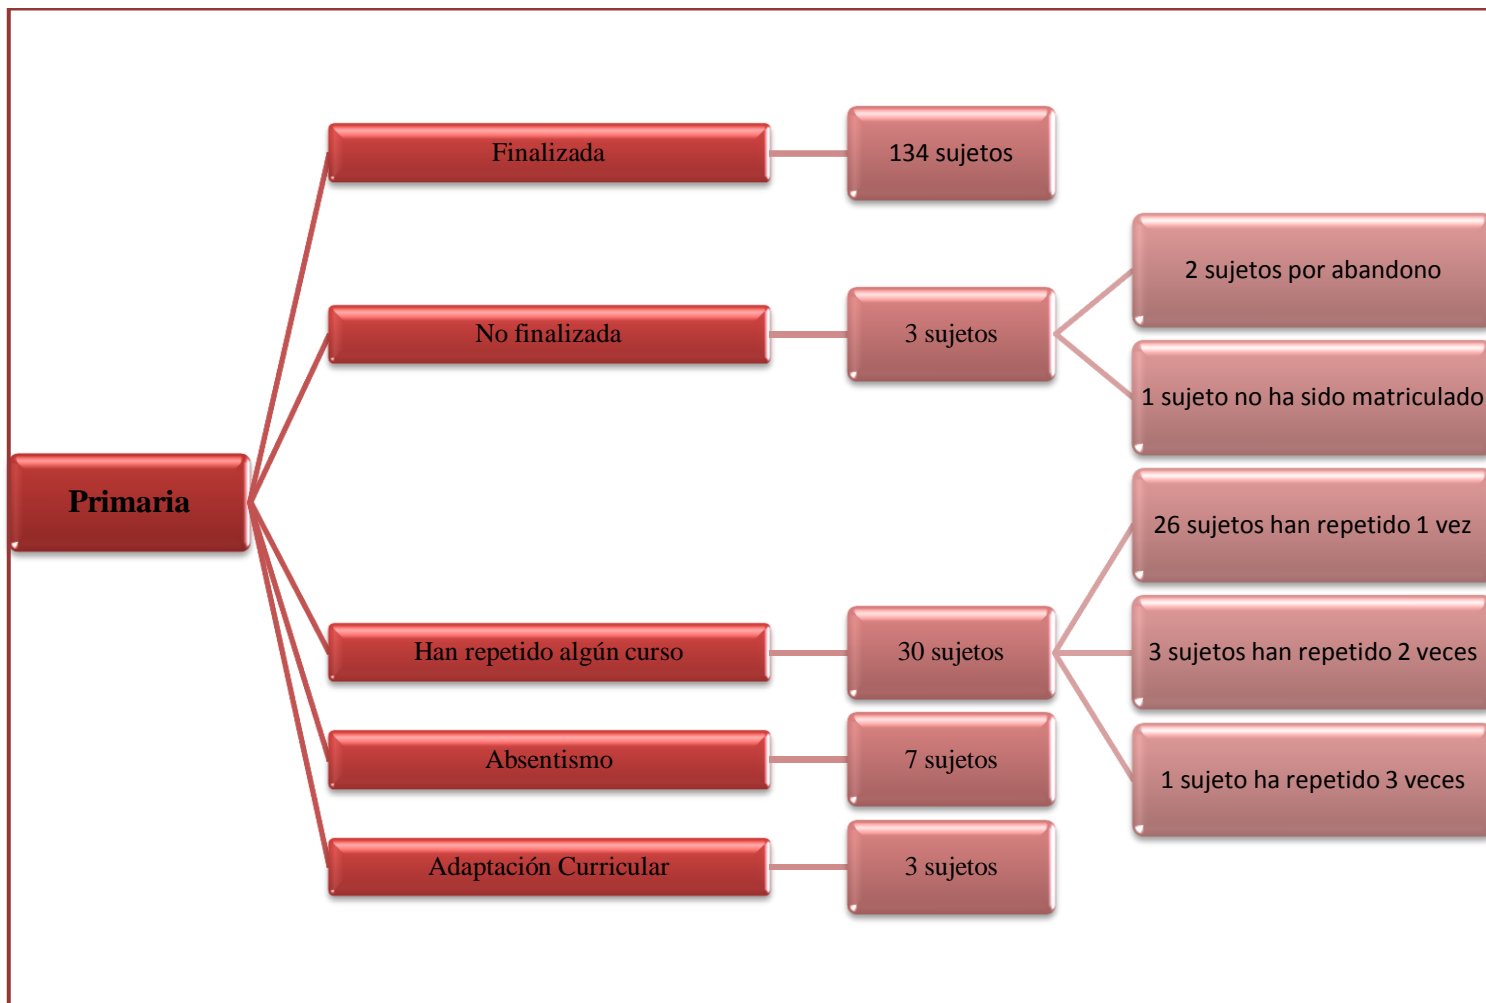 Primaria
Finalizada
134 sujetos
No finalizada
3 sujetos
2 sujetos por abandono
1 sujeto no ha sido matriculado
Han repetido algún curso
30 sujetos
26 sujetos han repetido 1 vez
3 sujetos han repetido 2 veces
1 sujeto ha repetido 3 veces
Absentismo
7 sujetos
Adaptación Curricular
3 sujetos